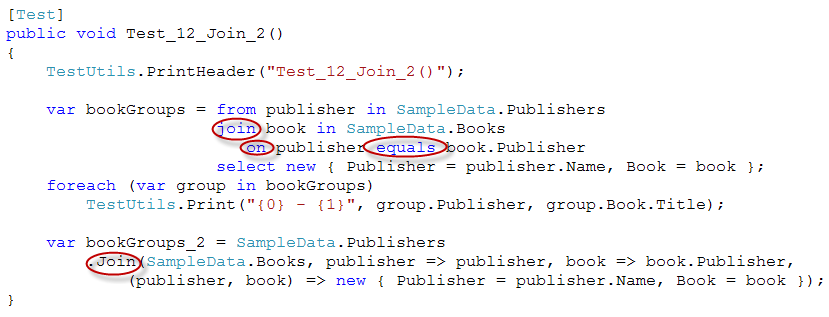 [Test]
public void Test_12_Join_2()
{
TestUtils.PrintHeader("Test_12_Join_2()");
var bookGroups = from publisher in SampleData.Publishers
join book in SampleData.Books
on publisher equals book.Publisher
select new { Publisher = publisher.Name, Book = book };
foreach (var group in bookGroups)
TestUtils.Print("{0} - {1}", group.Publisher, group.Book.Title);
var bookGroups_2 = SampleData.Publishers
.Join(SampleData.Books, publisher => publisher, book => book.Publisher,
(publisher, book) => new { Publisher = publisher.Name, Book = book });
}